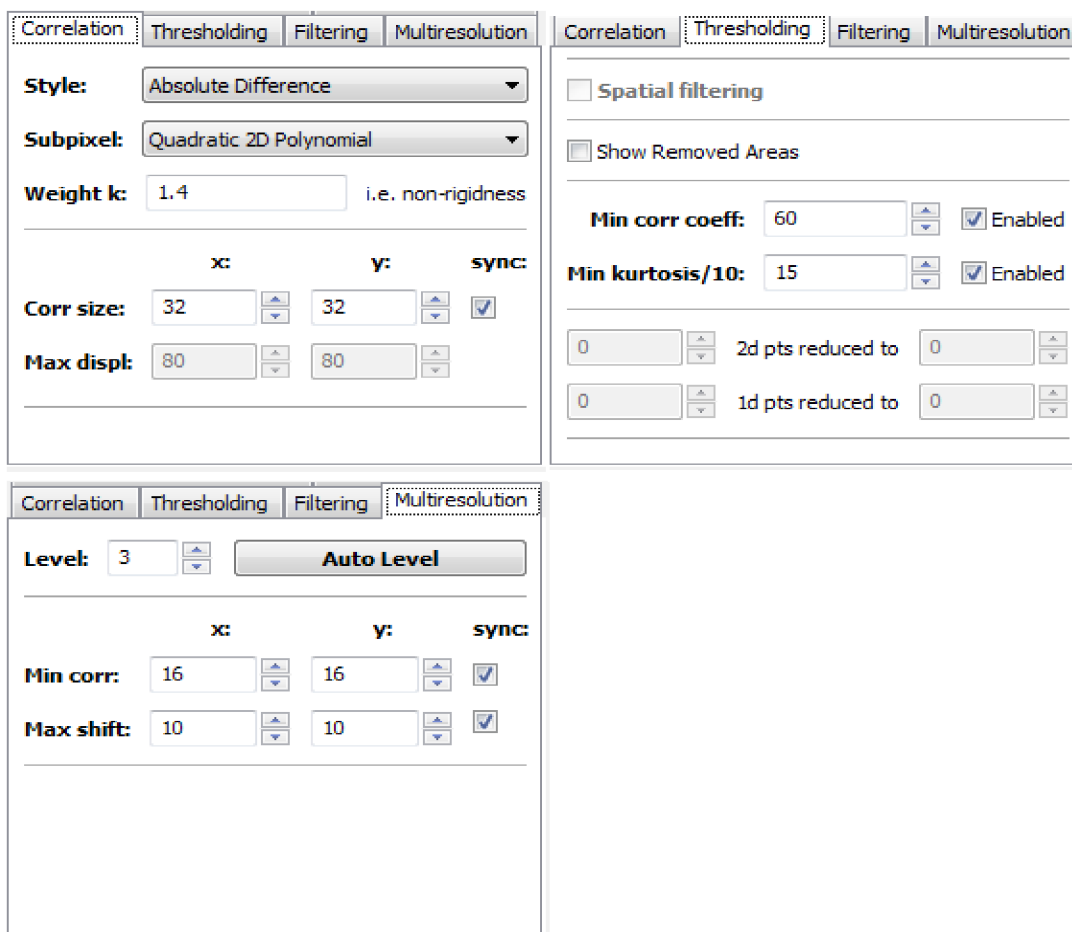 Correlation Thresholding Filtering Multiresolution
Style: Absolute Difference
Subpixel: Quadratic 2D Polynomial
Weight k: 1.4 i.e. non-rigidness
x: y: sync:
Corr size: 32 32
Max displ: 80 80
Correlation Thresholding Filtering Multiresolution
Spatial filtering
Show Removed Areas
Min corr coeff: 60 Enabled
Min kurtosis/10: 15 Enabled
0 2d pts reduced to 0
0 1d pts reduced to 0
Correlation Thresholding Filtering Multiresolution
Level: 3 Auto Level
x: y: sync:
Min corr: 16 16
Max shift: 10 10